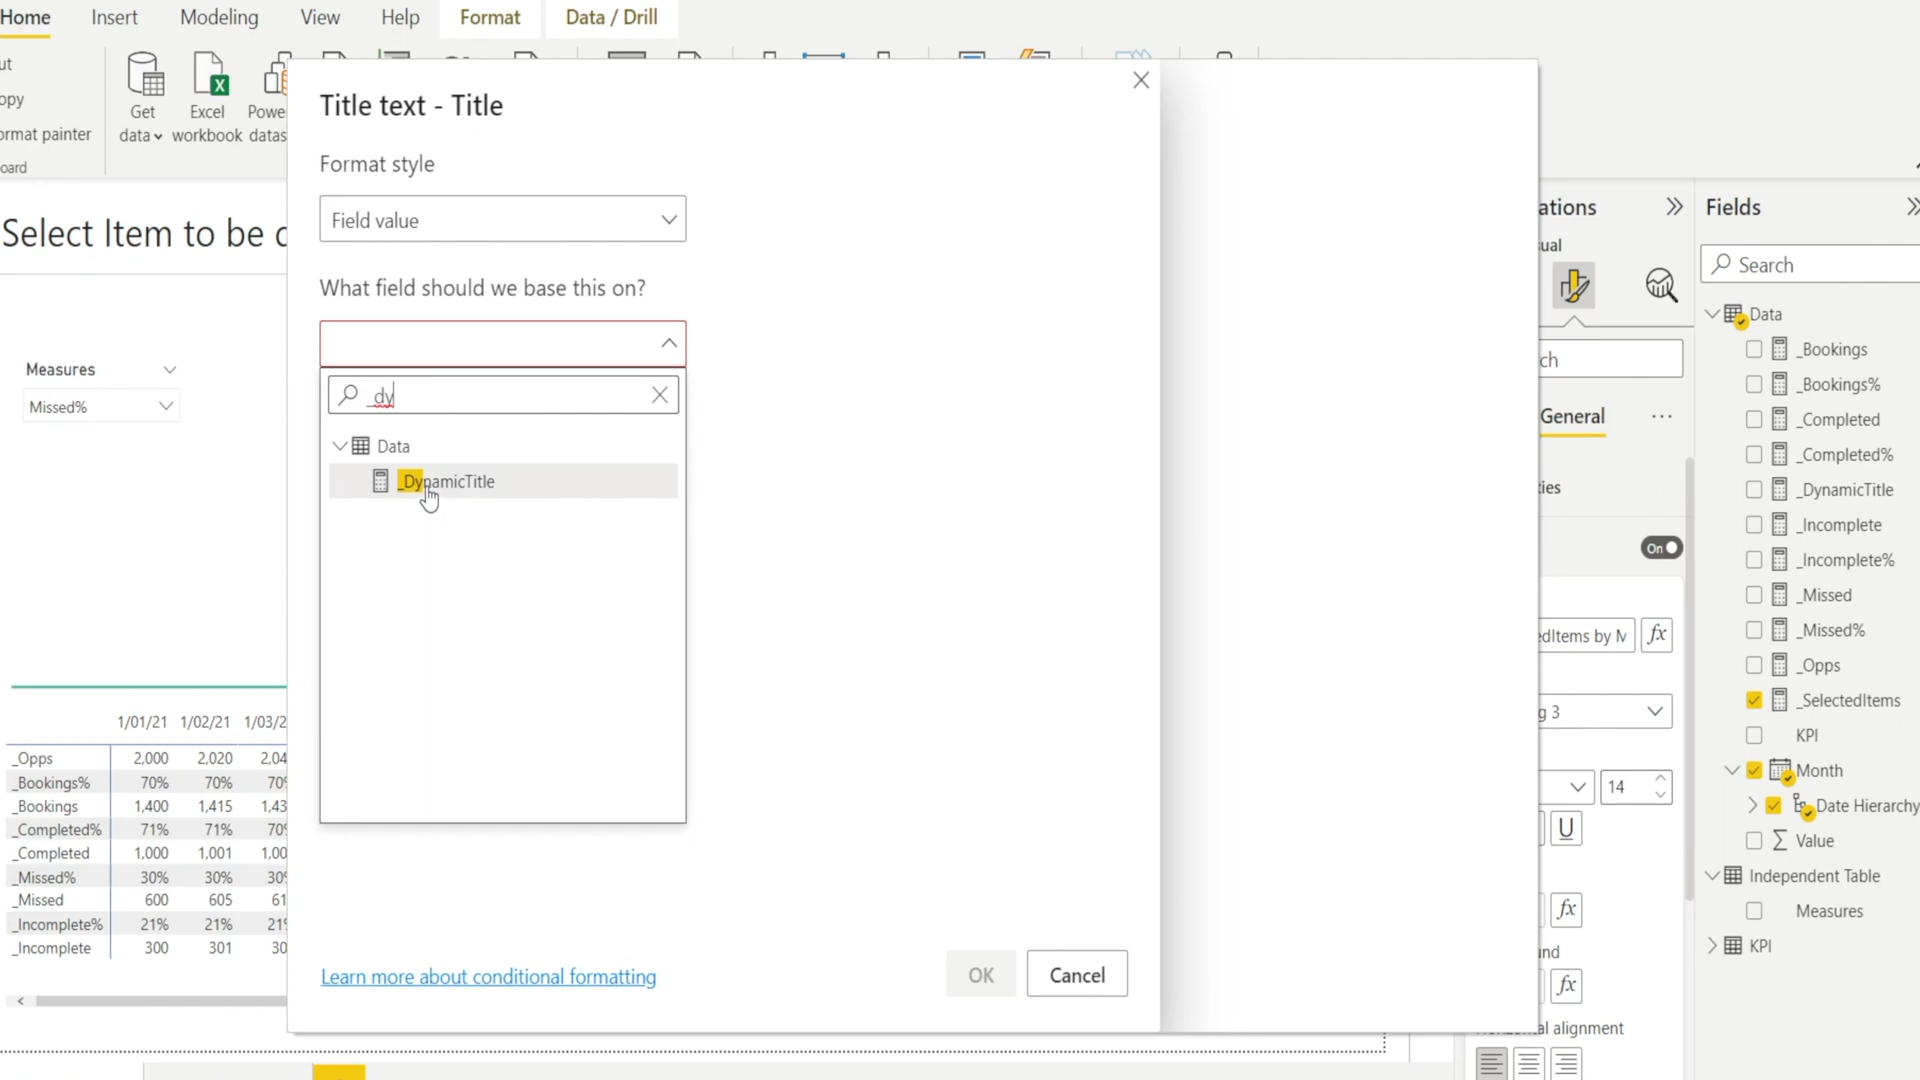 Home Insert Modeling View Help Format Data / Drill
ut
opy
ormat painter
oard
Get
data
Excel
workbook
Powe
datas
Title text - Title
Format style
Field value
What field should we base this on?
_dy
Data
_DynamicTitle
Learn more about conditional formatting
OK
Cancel
Select Item to be
Measures
Missed%
1/01/21 1/02/21 1/03/2
_Opps 2,000 2,020 2,04
_Bookings% 70% 70% 70%
_Bookings 1,400 1,415 1,43
_Completed% 71% 71% 70%
_Completed 1,000 1,001 1,00
_Missed% 30% 30% 30%
_Missed 600 605 61
_Incomplete% 21% 21% 21%
_Incomplete 300 301 30
ations
ual
ch
General
ties
On
edItems by M
fx
g 3
14
U
fx
und
fx
Horizontal alignment
Fields
Search
Data
_Bookings
_Bookings%
_Completed
_Completed%
_DynamicTitle
_Incomplete
_Incomplete%
_Missed
_Missed%
_Opps
_SelectedItems
KPI
Month
Date Hierarchy
Value
Independent Table
Measures
KPI